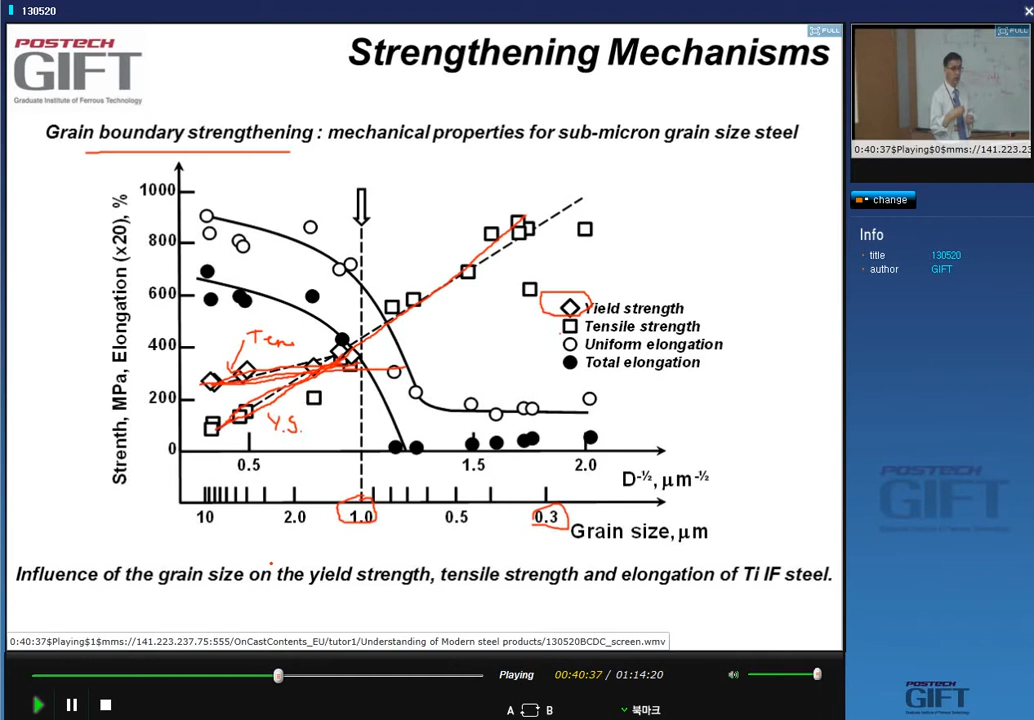 130520
POSTECH
GIFT
Graduate Institute of Ferrous Technology
Strengthening Mechanisms
FULL
FULL
Grain boundary strengthening : mechanical properties for sub-micron grain size steel
0:40:37$Playing$0$mms://141.223.23
change
Info
title 130520
author GIFT
Strenth, MPa, Elongation (x20), %
1000
800
600
400
200
0
Yield strength
Tensile strength
Uniform elongation
Total elongation
Ten
Y.S.
0.5 1.5 2.0
D-½, µm-½
10 2.0 1.0 0.5 0.3
Grain size, µm
Influence of the grain size on the yield strength, tensile strength and elongation of Ti IF steel.
0:40:37$Playing$1$mms://141.223.237.75:555/OnCastContents_EU/tutor1/Understanding of Modern steel products/130520BCDC_screen.wmv
Playing 00:40:37 / 01:14:20
A B 북마크
POSTECH
GIFT